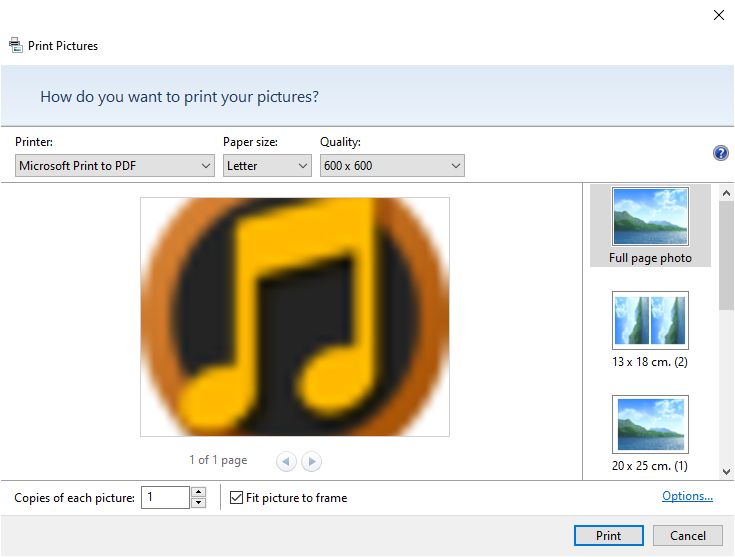 Print Pictures
How do you want to print your pictures?
Printer: Paper size: Quality:
Microsoft Print to PDF Letter 600 x 600
Full page photo
13 x 18 cm. (2)
20 x 25 cm. (1)
1 of 1 page
Copies of each picture: 1 Fit picture to frame Options...
Print Cancel